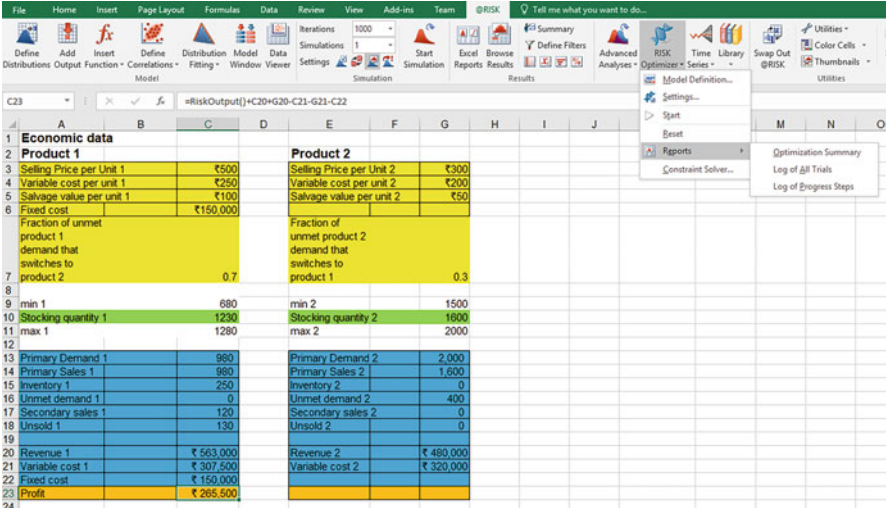 File Home Insert Page Layout Formulas Data Review View Add-ins Team @RISK Tell me what you want to do...
Define Distributions
Add Output
Insert Function
Define Correlations
Distribution Fitting
Model Window
Data Viewer
Model
Iterations 1000
Simulations 1
Settings
Start Simulation
Simulation
Excel Reports
Browse Results
Summary
Define Filters
Results
Advanced Analyses
RISK Optimizer
Time Series
Library
Swap Out @RISK
Utilities
Color Cells
Thumbnails
Utilities
Model Definition...
Settings...
Start
Reset
Reports
Constraint Solver...
Optimization Summary
Log of All Trials
Log of Progress Steps
C23 fx =RiskOutput()+C20+G20-C21-G21-C22
A B C D E F G H I J M N O
1 Economic data
2 Product 1 Product 2
3 Selling Price per Unit 1 ₹500 Selling Price per Unit 2 ₹300
4 Variable cost per unit 1 ₹250 Variable cost per unit 2 ₹200
5 Salvage value per unit 1 ₹100 Salvage value per unit 2 ₹50
6 Fixed cost ₹150,000
Fraction of unmet Fraction of
product 1 unmet product 2
demand that demand that
switches to switches to
7 product 2 0.7 product 1 0.3
8
9 min 1 680 min 2 1500
10 Stocking quantity 1 1230 Stocking quantity 2 1600
11 max 1 1280 max 2 2000
12
13 Primary Demand 1 980 Primary Demand 2 2,000
14 Primary Sales 1 980 Primary Sales 2 1,600
15 Inventory 1 250 Inventory 2 0
16 Unmet demand 1 0 Unmet demand 2 400
17 Secondary sales 1 120 Secondary sales 2 0
18 Unsold 1 130 Unsold 2 0
19
20 Revenue 1 ₹ 563,000 Revenue 2 ₹ 480,000
21 Variable cost 1 ₹ 307,500 Variable cost 2 ₹ 320,000
22 Fixed cost ₹ 150,000
23 Profit ₹ 265,500
24